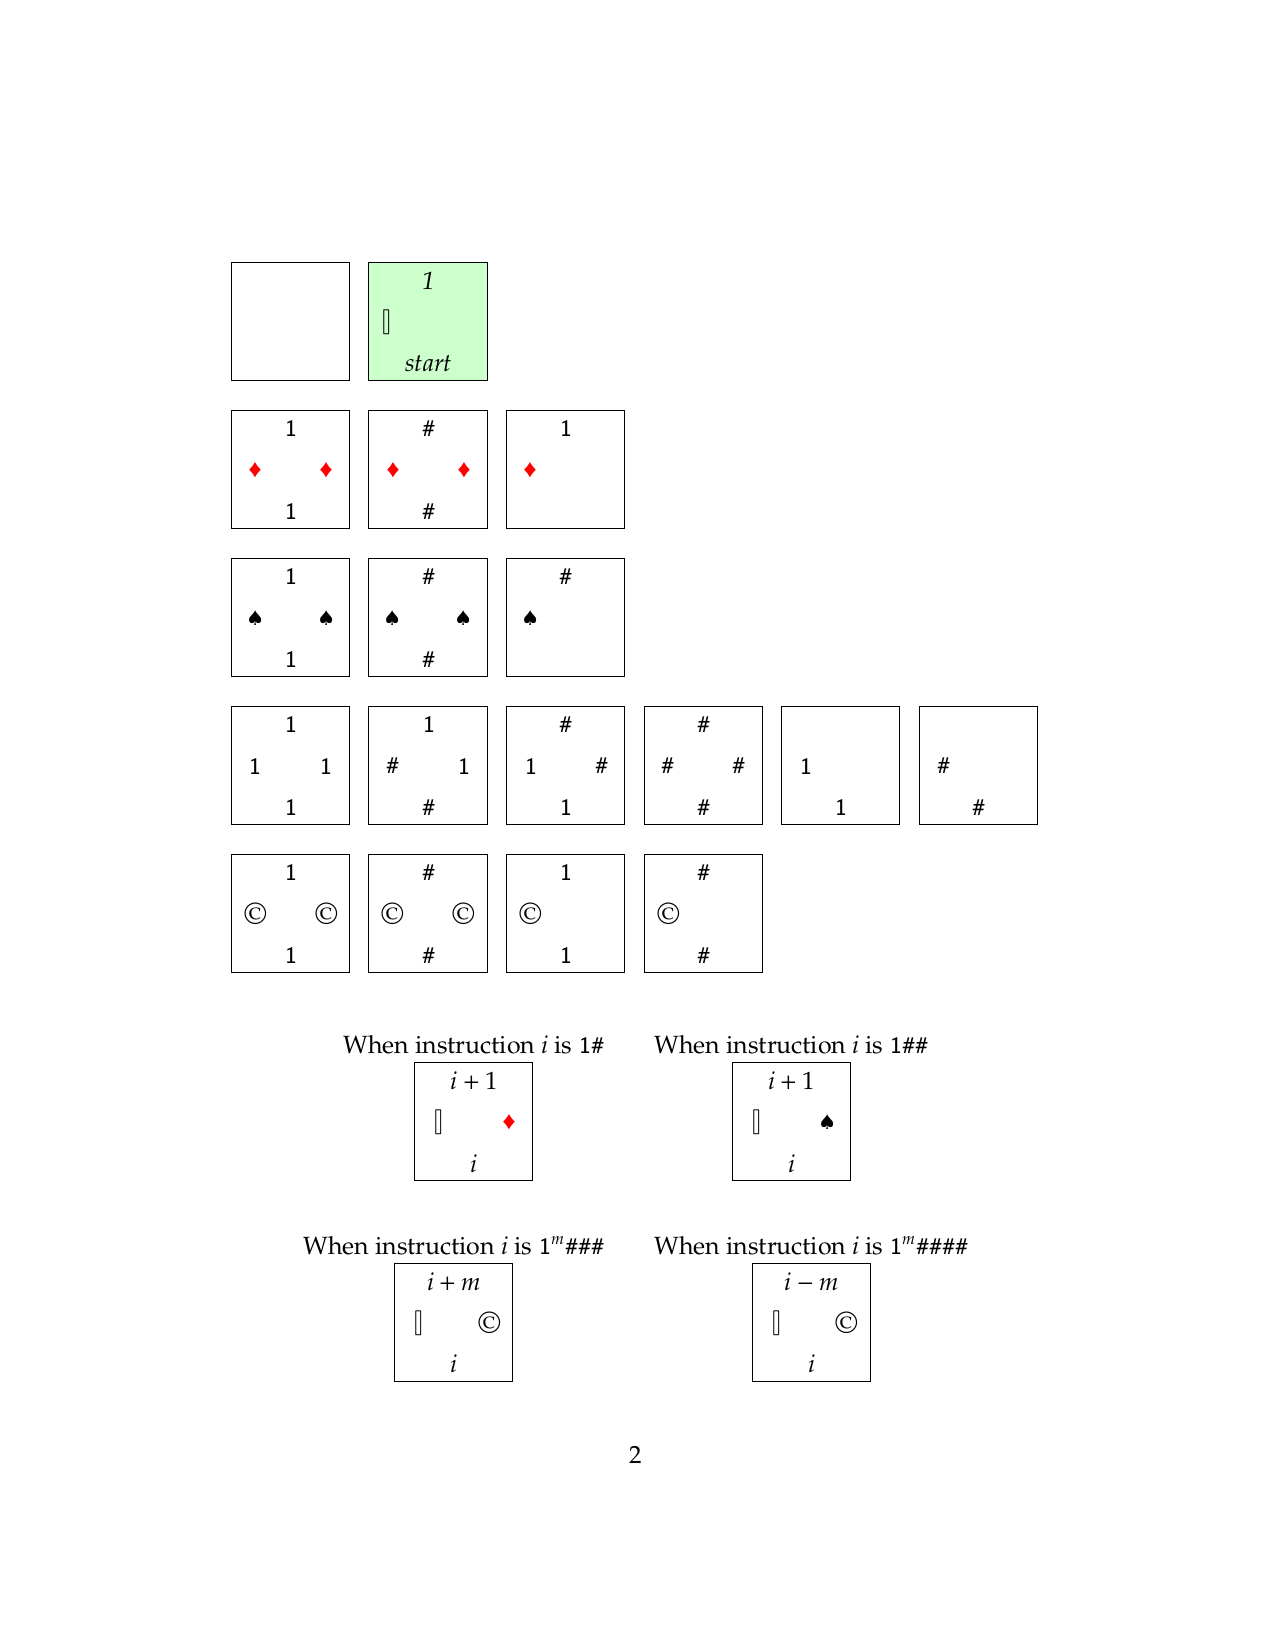 1
▯
start
1 # 1
♦ ♦ ♦ ♦ ♦
1 #
1 # #
♠ ♠ ♠ ♠ ♠
1 #
1 1 # #
1 1 # 1 1 # # # 1 #
1 # 1 # 1 #
1 # 1 #
© © © © © ©
1 # 1 #
When instruction i is 1# When instruction i is 1##
i + 1 i + 1
▯ ♦ ▯ ♠
i i
When instruction i is 1^m### When instruction i is 1^m####
i + m i − m
▯ © ▯ ©
i i
2